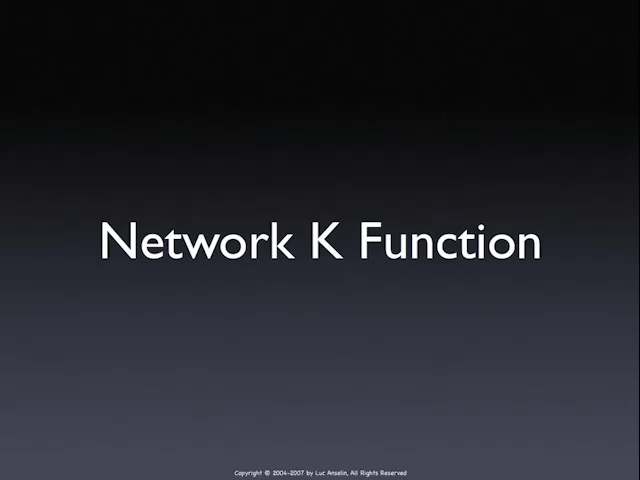 Network K Function
Copyright © 2004-2007 by Luc Anselin, All Rights Reserved